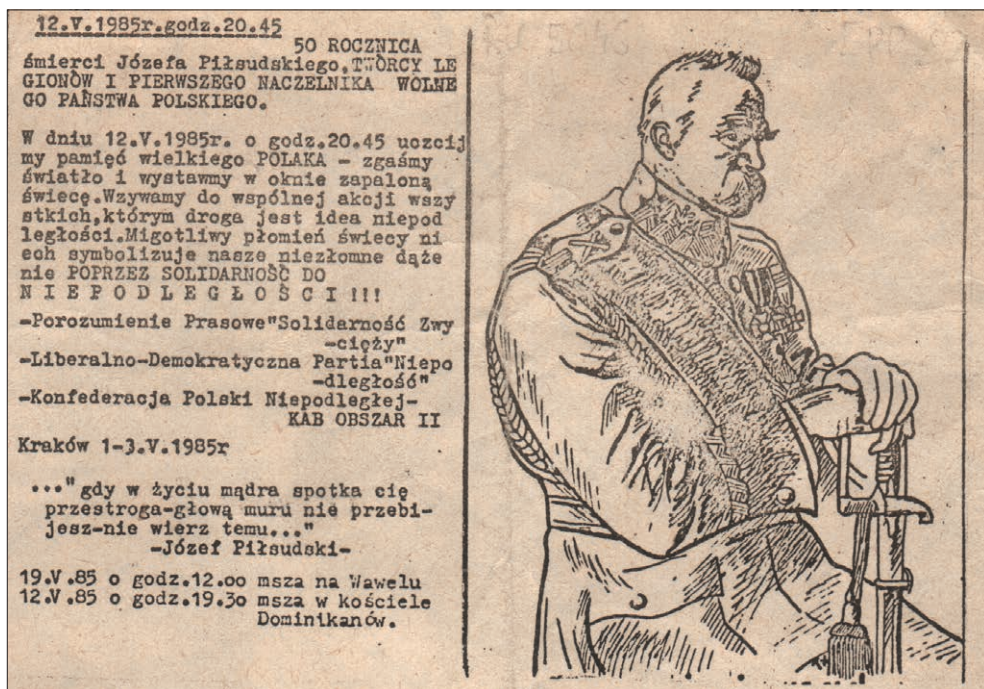 12.V.1985r.godz.20.45
50 ROCZNICA
śmierci Józefa Piłsudskiego,TWÓRCY LE
GIONÓW I PIERWSZEGO NACZELNIKA WOLNE
GO PAŃSTWA POLSKIEGO.
W dniu 12.V.1985r. o godz.20.45 uczcij
my pamięć wielkiego POLAKA - zgaśmy
światło i wystawmy w oknie zapaloną
świecę.Wzywamy do wspólnej akcji wszy
stkich,którym droga jest idea niepod
ległości.Migotliwy płomień świecy ni
ech symbolizuje nasze niezłomne dąże
nie POPRZEZ SOLIDARNOŚĆ DO
N I E P O D L E G Ł O Ś C I !!!
-Porozumienie Prasowe"Solidarność Zwy
-cięży"
-Liberalno-Demokratyczna Partia"Niepo
-dległość"
-Konfederacja Polski Niepodległej-
KAB OBSZAR II
Kraków 1-3.V.1985r
..."gdy w życiu mądra spotka cię
przestroga-głową muru nie przebi-
jesz-nie wierz temu..."
-Józef Piłsudski-
19.V.85 o godz.12.oo msza na Wawelu
12.V.85 o godz.19.3o msza w kościele
Dominikanów.